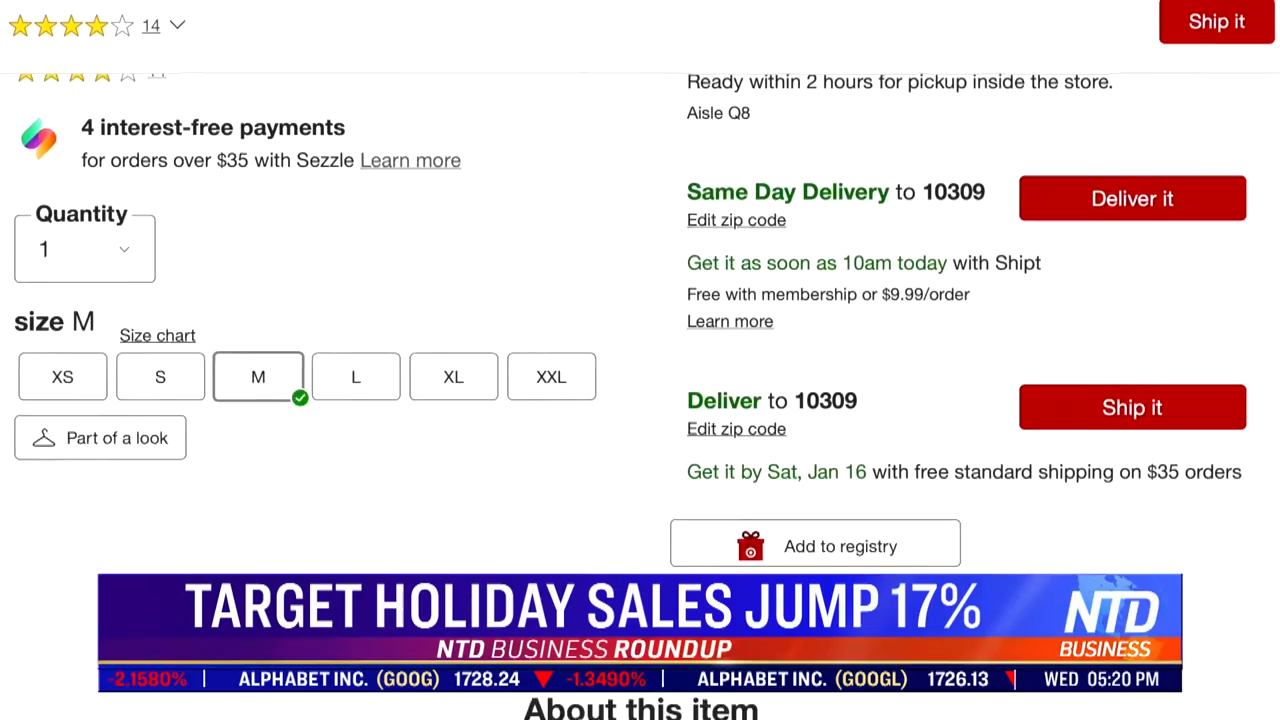 14
Ship it
Ready within 2 hours for pickup inside the store.
Aisle Q8
4 interest-free payments
for orders over $35 with Sezzle Learn more
Same Day Delivery to 10309
Deliver it
Edit zip code
Quantity
1
Get it as soon as 10am today with Shipt
Free with membership or $9.99/order
Learn more
size M
Size chart
XS
S
M
L
XL
XXL
Part of a look
Deliver to 10309
Ship it
Edit zip code
Get it by Sat, Jan 16 with free standard shipping on $35 orders
Add to registry
TARGET HOLIDAY SALES JUMP 17%
NTD BUSINESS ROUNDUP
NTD
BUSINESS
-2.1580% | ALPHABET INC. (GOOG) 1728.24 ▼ -1.3490% | ALPHABET INC. (GOOGL) 1726.13
WED 05:20 PM
About this item